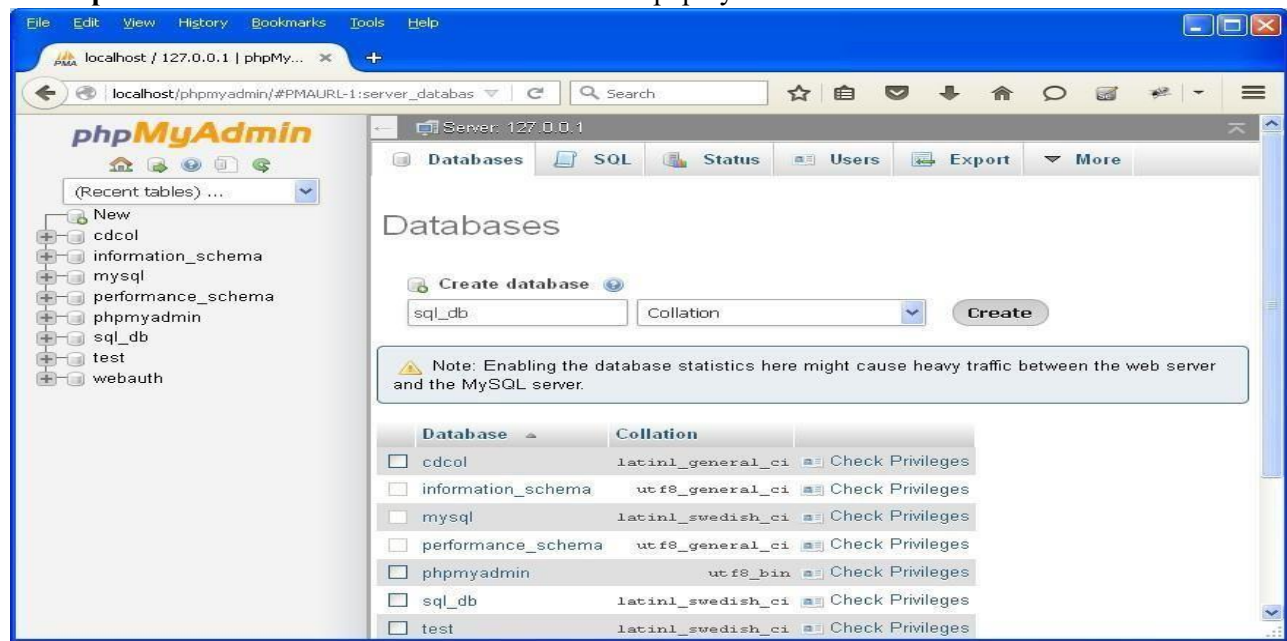 File Edit View History Bookmarks Tools Help
localhost / 127.0.0.1 | phpMy... ×
localhost/phpmyadmin/#PMAURL-1:server_databas
Search
phpMyAdmin
(Recent tables) ...
New
cdcol
information_schema
mysql
performance_schema
phpmyadmin
sql_db
test
webauth
Server: 127.0.0.1
Databases SQL Status Users Export More
Databases
Create database
sql_db Collation Create
Note: Enabling the database statistics here might cause heavy traffic between the web server
and the MySQL server.
Database Collation
cdcol latin1_general_ci Check Privileges
information_schema utf8_general_ci Check Privileges
mysql latin1_swedish_ci Check Privileges
performance_schema utf8_general_ci Check Privileges
phpmyadmin utf8_bin Check Privileges
sql_db latin1_swedish_ci Check Privileges
test latin1_swedish_ci Check Privileges